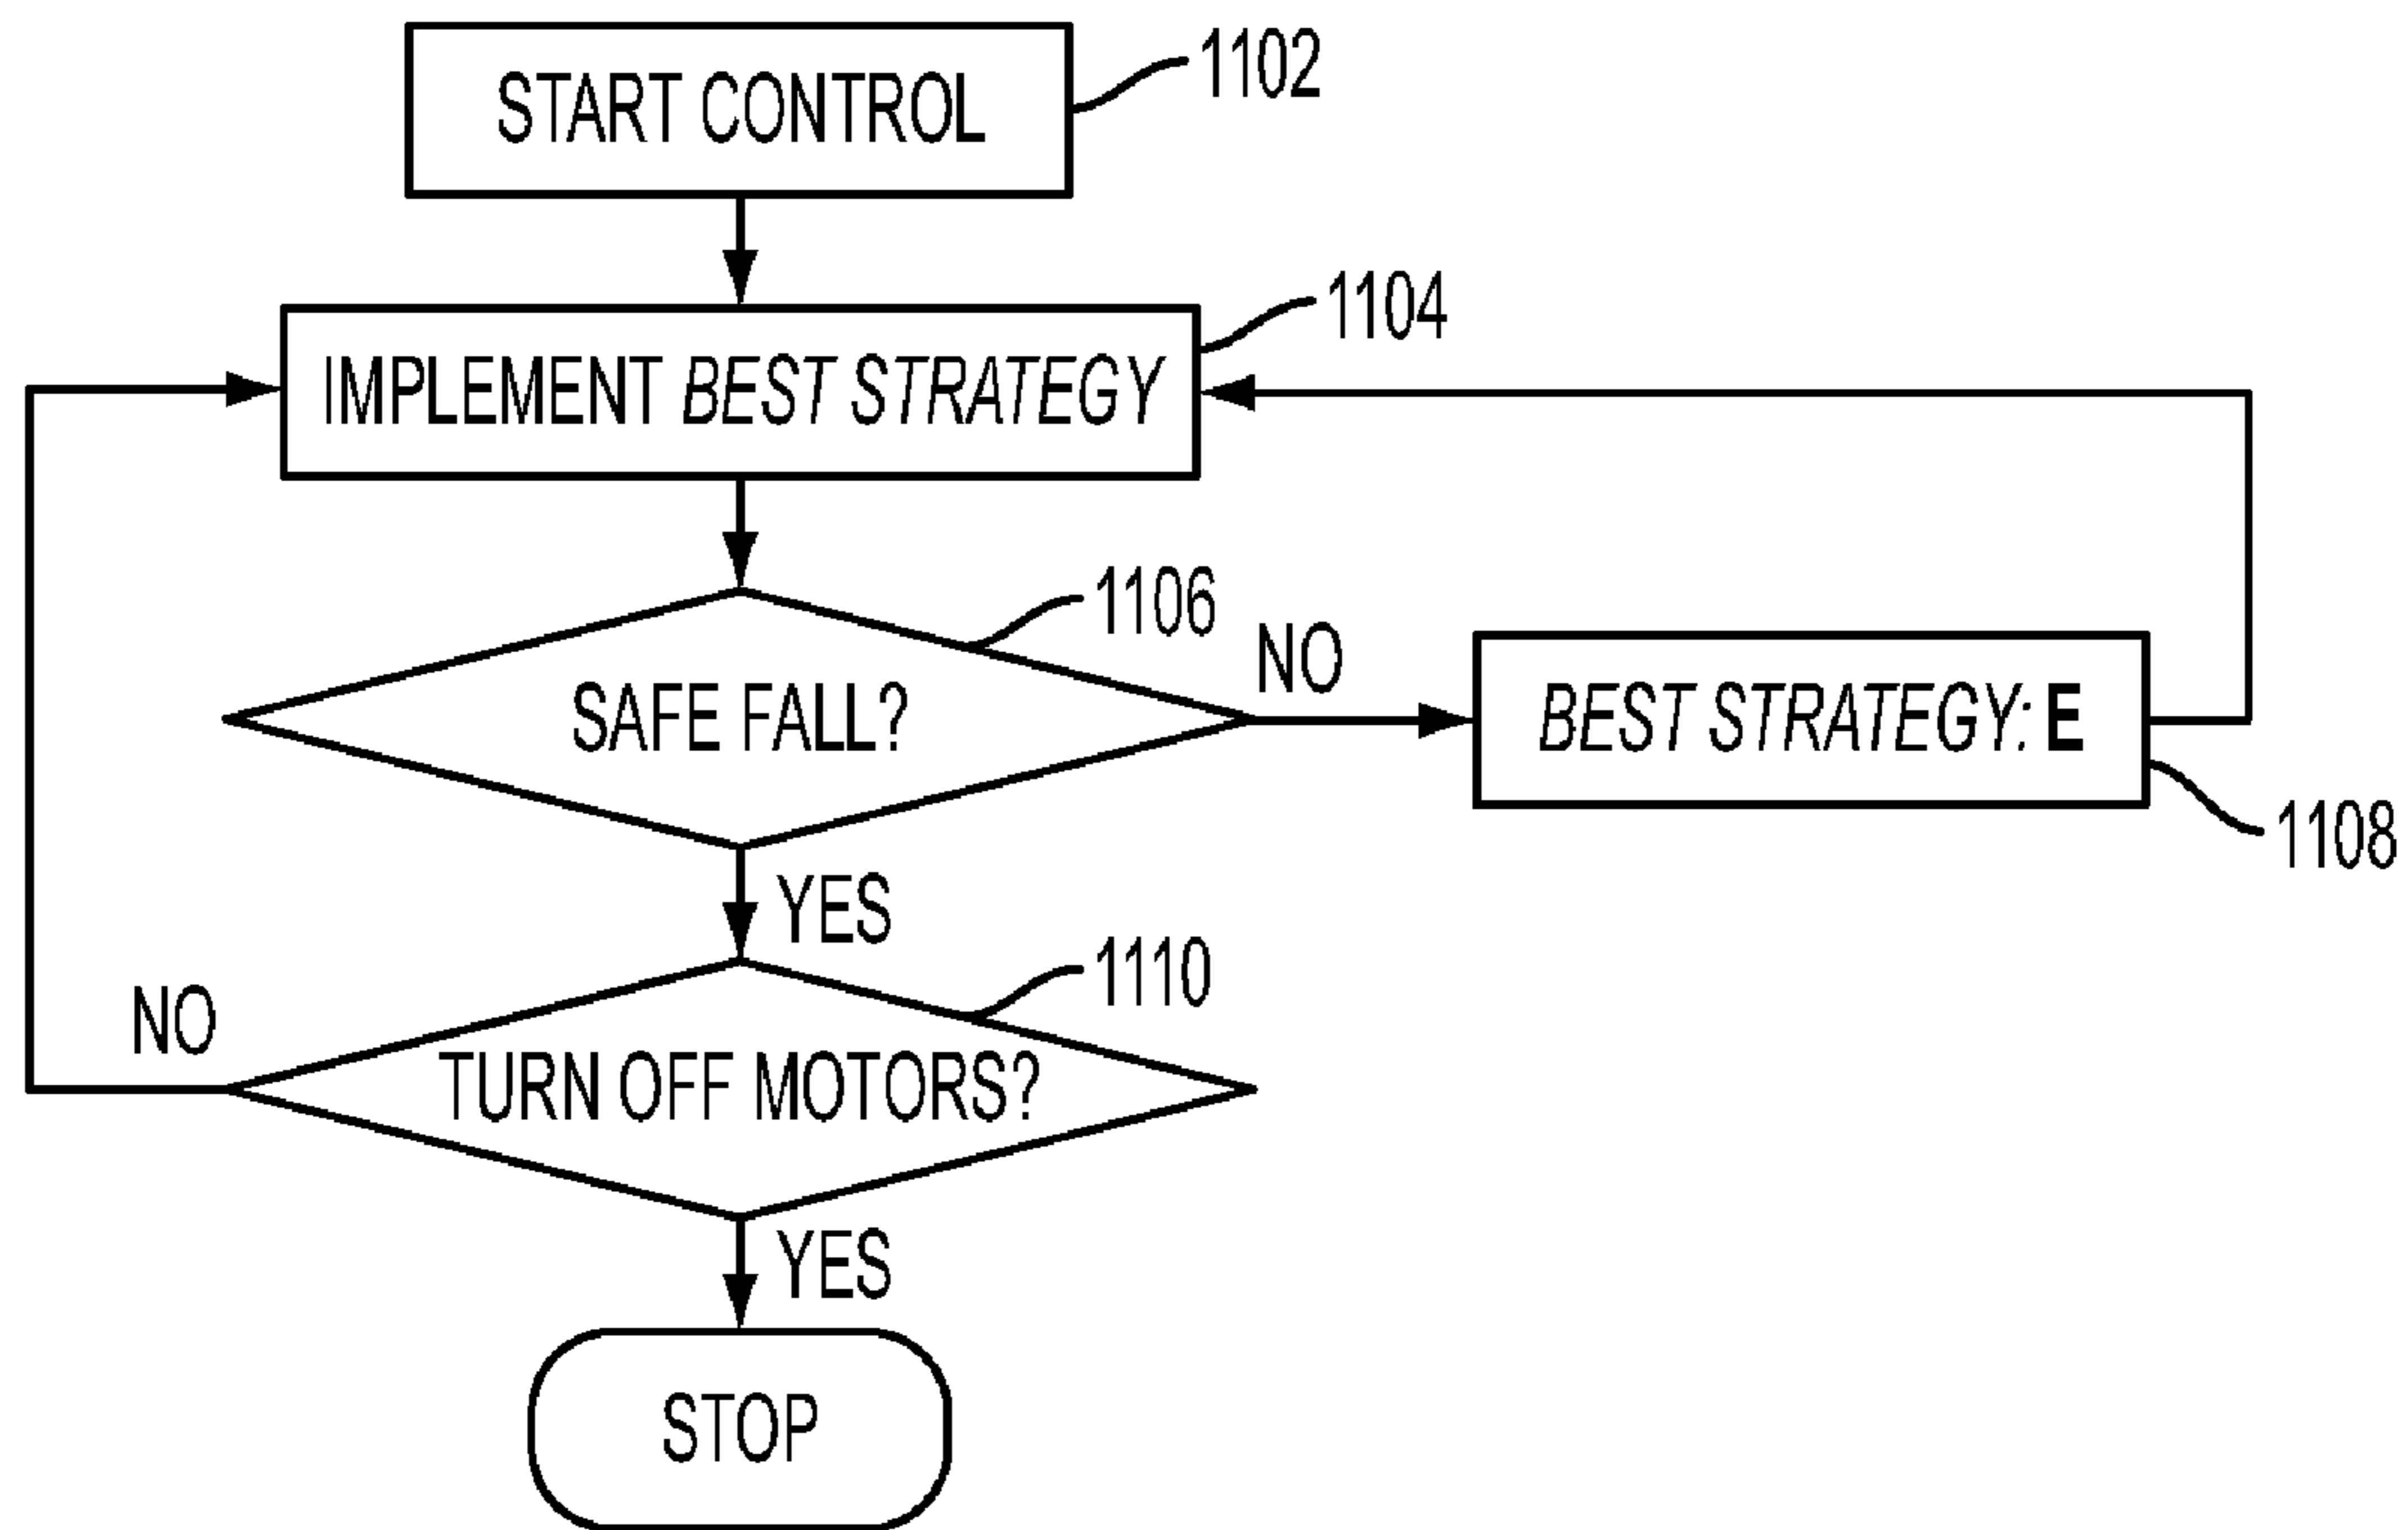 START CONTROL
1102
IMPLEMENT BEST STRATEGY
1104
SAFE FALL?
1106
NO
BEST STRATEGY: E
1108
YES
TURN OFF MOTORS?
1110
NO
YES
STOP